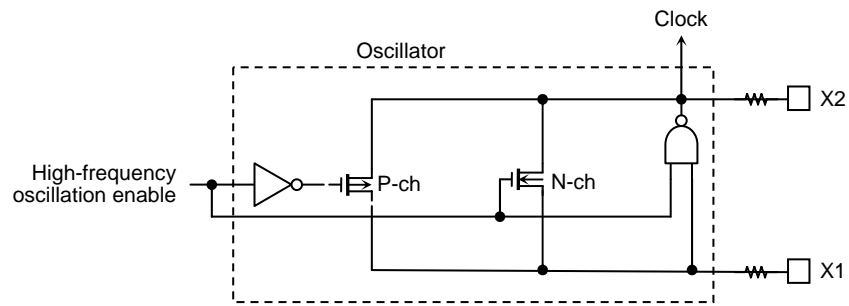 Clock
Oscillator
X2
High-frequency
oscillation enable
P-ch
N-ch
X1